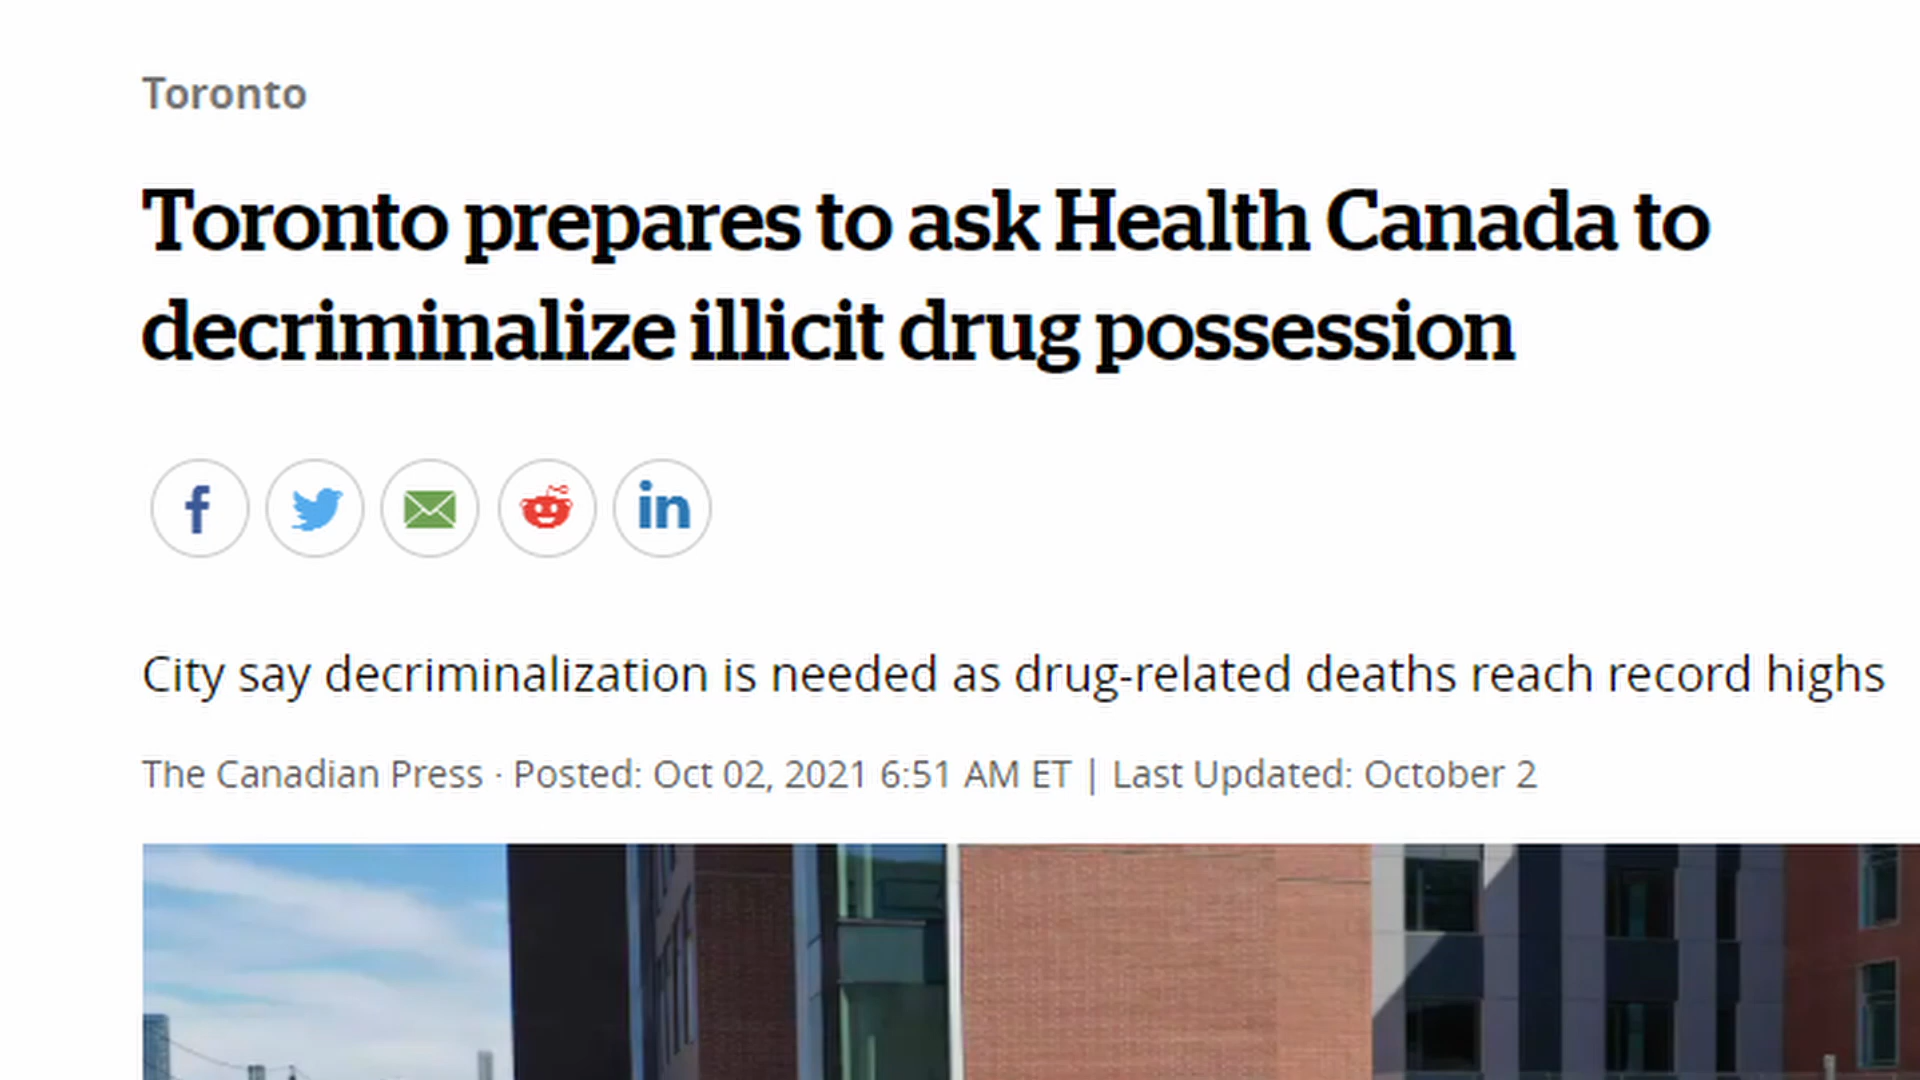 Toronto
Toronto prepares to ask Health Canada to
decriminalize illicit drug possession
f in
City say decriminalization is needed as drug-related deaths reach record highs
The Canadian Press · Posted: Oct 02, 2021 6:51 AM ET | Last Updated: October 2